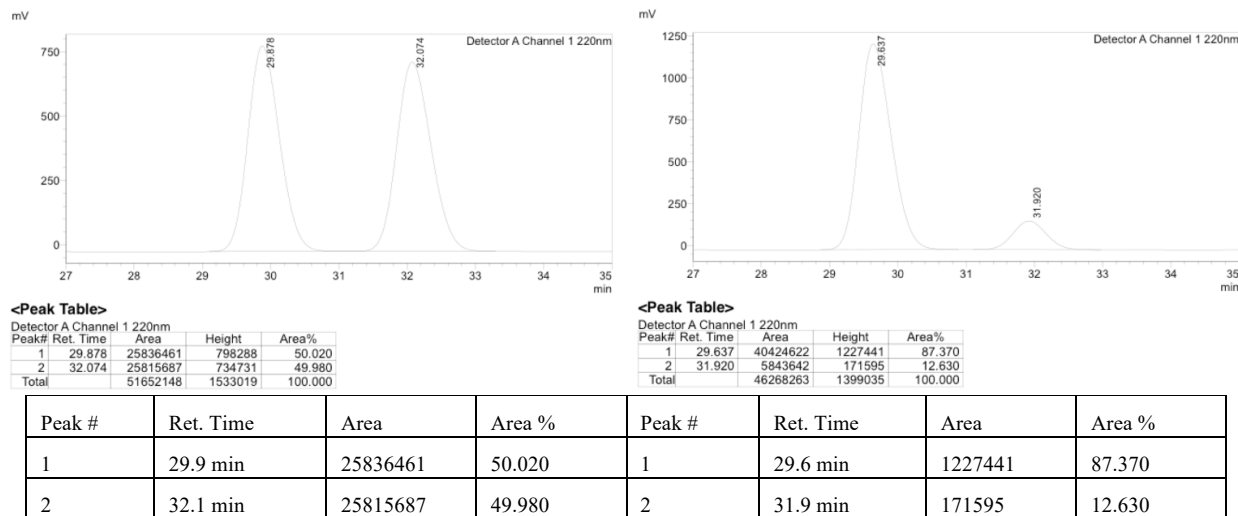 mV
Detector A Channel 1 220nm
29.878
32.074
750
500
250
0
27 28 29 30 31 32 33 34 35
min
<Peak Table>
Detector A Channel 1 220nm
Peak# Ret. Time Area Height Area%
1 29.878 25836461 798288 50.020
2 32.074 25815687 734731 49.980
Total 51652148 1533019 100.000
mV
Detector A Channel 1 220nm
29.637
31.920
1250
1000
750
500
250
0
27 28 29 30 31 32 33 34 35
min
<Peak Table>
Detector A Channel 1 220nm
Peak# Ret. Time Area Height Area%
1 29.637 40424622 1227441 87.370
2 31.920 5843642 171595 12.630
Total 46268263 1399035 100.000
Peak # Ret. Time Area Area % Peak # Ret. Time Area Area %
1 29.9 min 25836461 50.020 1 29.6 min 1227441 87.370
2 32.1 min 25815687 49.980 2 31.9 min 171595 12.630